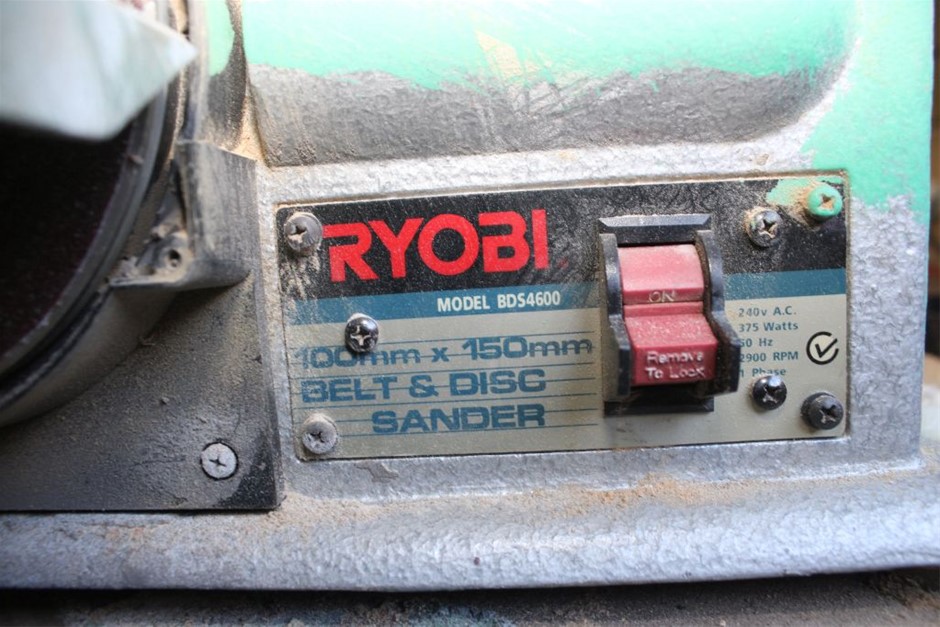 RYOBI
MODEL BDS4600
100mm x 150mm
BELT & DISC
SANDER
ON
Remove
To Lock
240v A.C.
375 Watts
50 Hz
2900 RPM
1 Phase